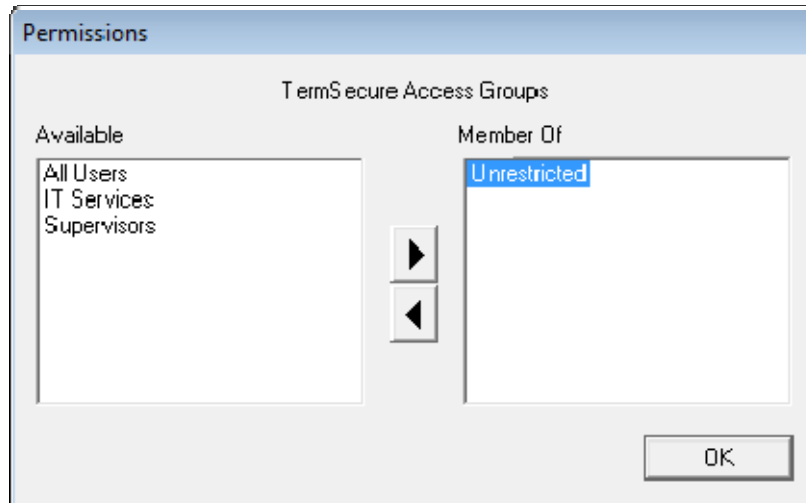 Permissions
TermSecure Access Groups
Available
Member Of
All Users
IT Services
Supervisors
Unrestricted
OK